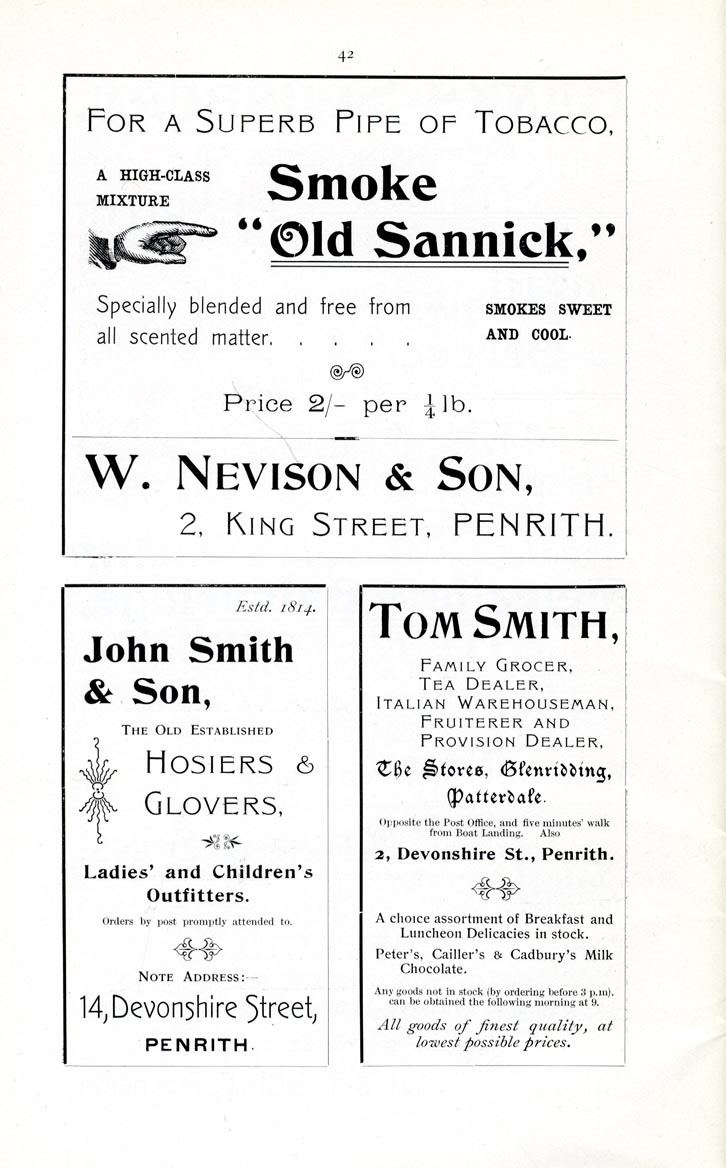 42
FOR A SUPERB PIPE OF TOBACCO,
A HIGH-CLASS
MIXTURE
Smoke
"Old Sannick,"
Specially blended and free from
all scented matter. . . . .
SMOKES SWEET
AND COOL.
Price 2/- per ¼ lb.
W. NEVISON & SON,
2, KING STREET, PENRITH.
Estd. 1814.
John Smith
& Son,
THE OLD ESTABLISHED
HOSIERS &
GLOVERS,
Ladies' and Children's
Outfitters.
Orders by post promptly attended to.
NOTE ADDRESS:—
14, Devonshire Street,
PENRITH.
TOM SMITH,
FAMILY GROCER,
TEA DEALER,
ITALIAN WAREHOUSEMAN,
FRUITERER AND
PROVISION DEALER,
The Stores, Glenridding,
Patterdale.
Opposite the Post Office, and five minutes' walk
from Boat Landing. Also
2, Devonshire St., Penrith.
A choice assortment of Breakfast and
Luncheon Delicacies in stock.
Peter's, Cailler's & Cadbury's Milk
Chocolate.
Any goods not in stock (by ordering before 3 p.m).
can be obtained the following morning at 9.
All goods of finest quality, at
lowest possible prices.